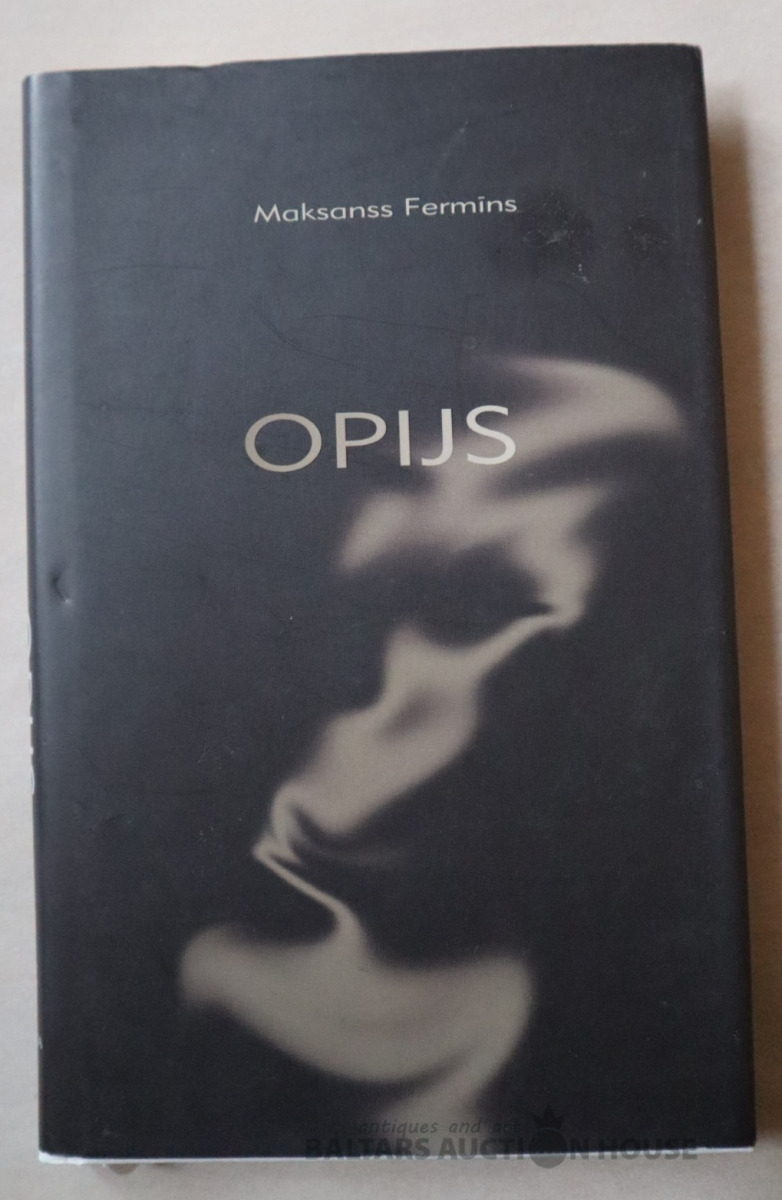 Maksanss Fermīns
OPIJS
antiques and art
BALTARS AUCTION HOUSE